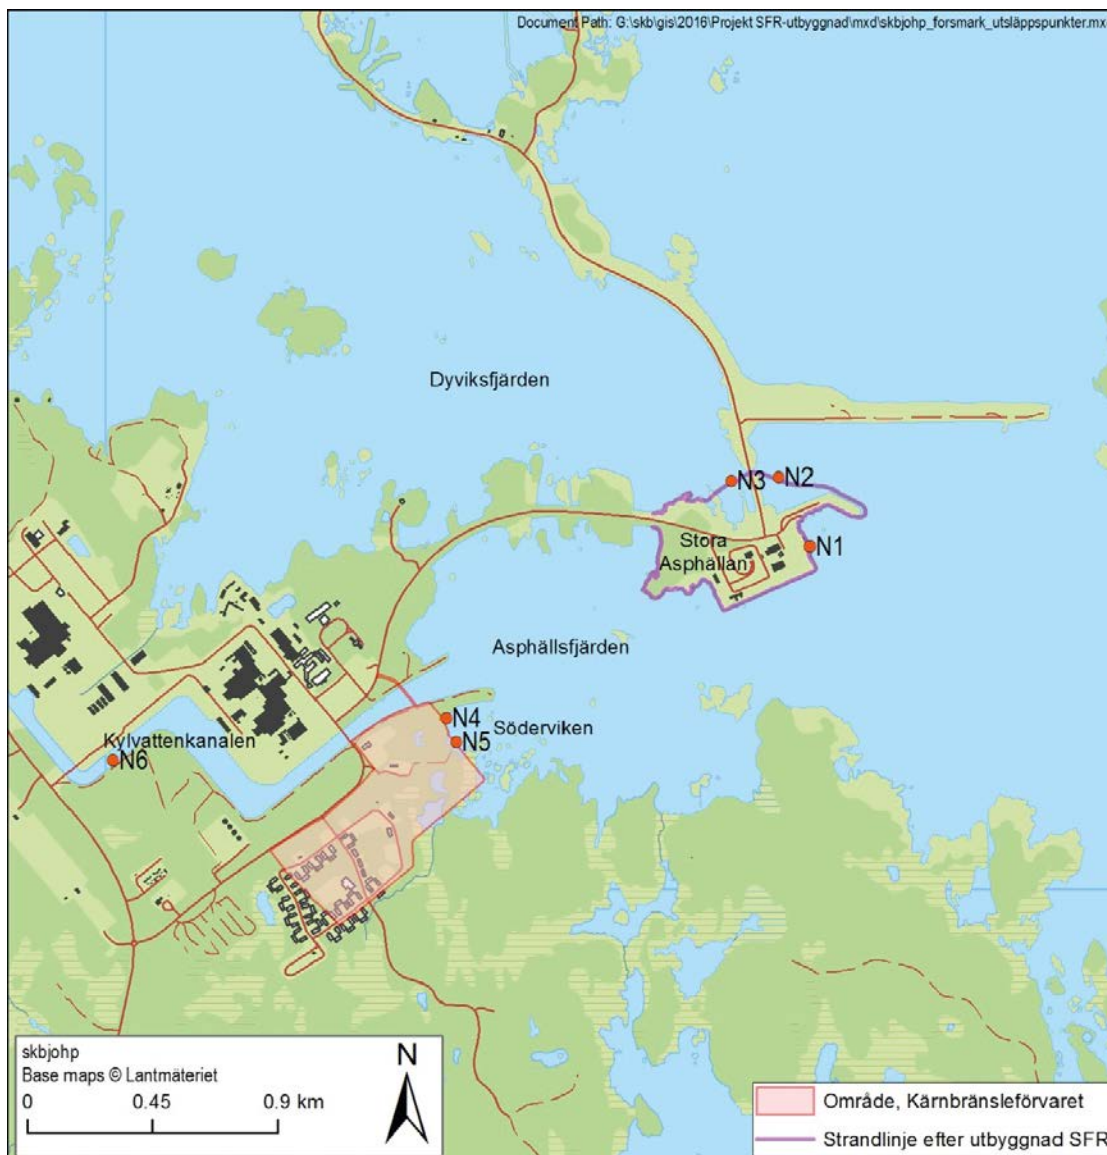 Document Path: G:\skb\gis\2016\Projekt SFR-utbyggnad\mxd\skbjohp_forsmark_utsläppspunkter.mx
Dyviksfjärden
N3
N2
Stora
Asphällan
N1
Asphällsfjärden
N4
Söderviken
N5
Kylvattenkanalen
N6
skbjohp
Base maps © Lantmäteriet
0 0.45 0.9 km
N
Område, Kärnbränsleförvaret
Strandlinje efter utbyggnad SFR